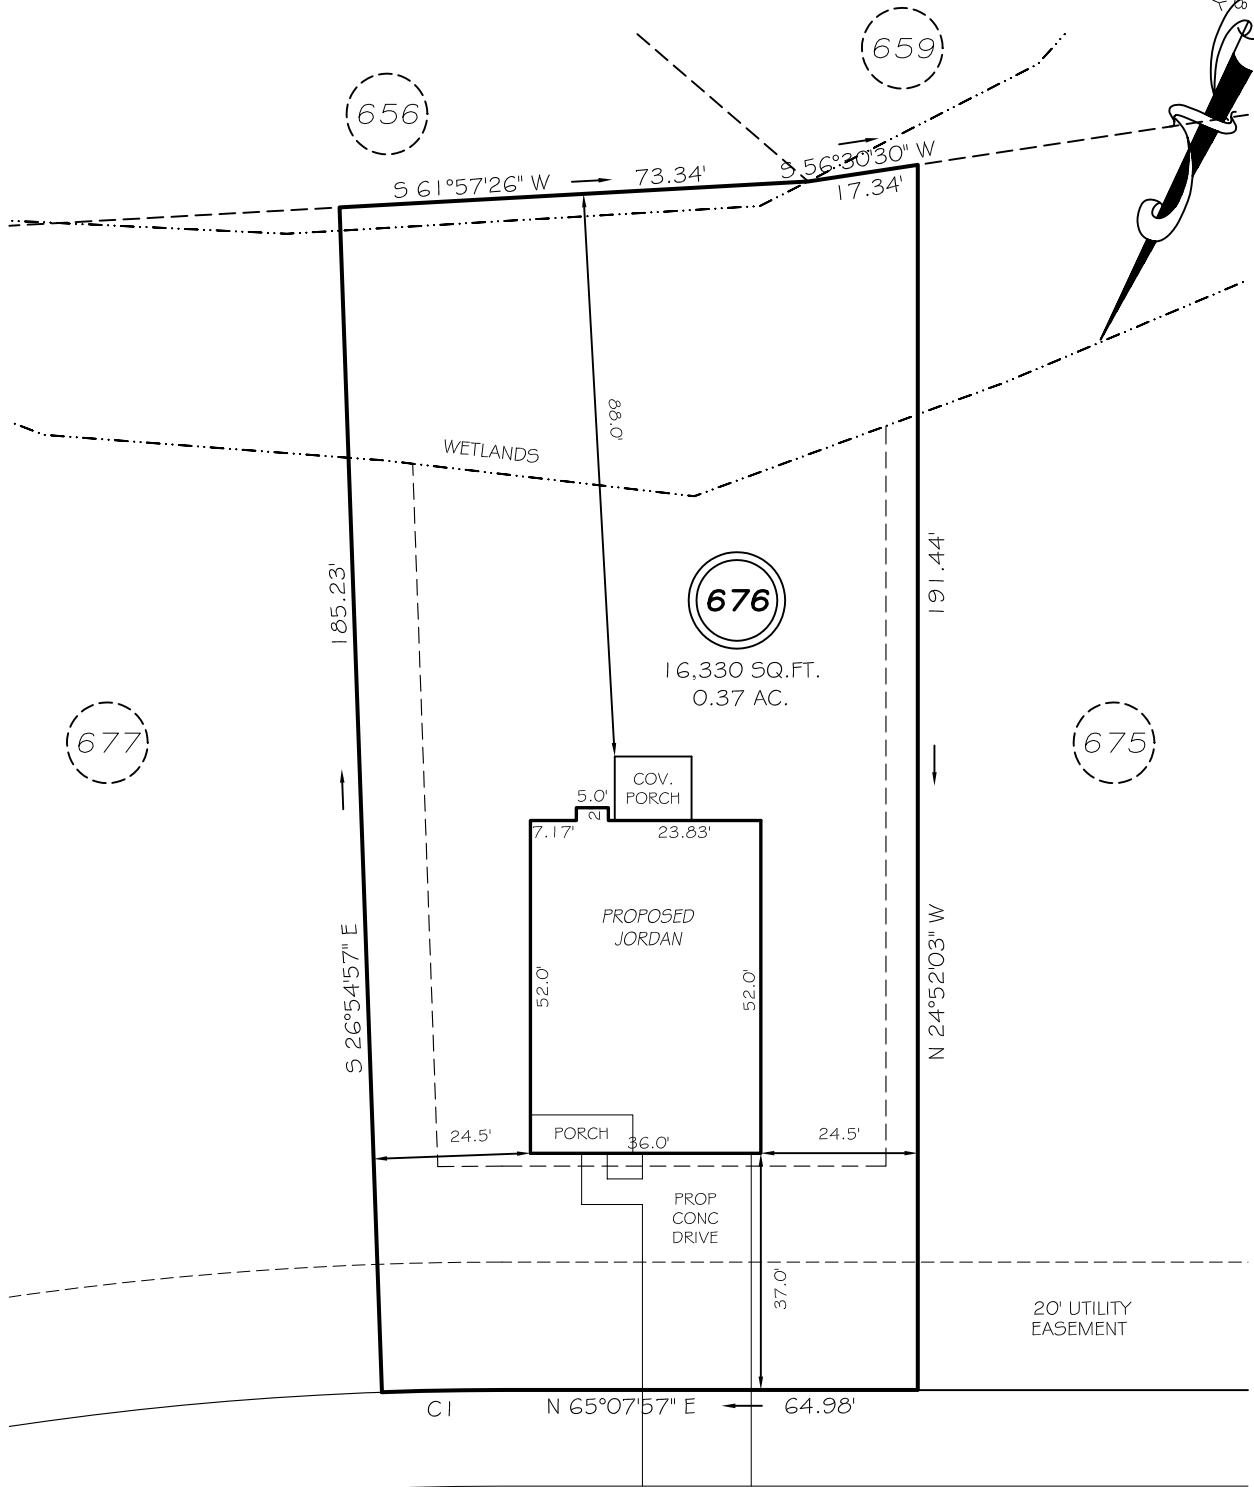 659
656
S 56°30'30" W
S 61°57'26" W
73.34'
17.34'
88.0'
WETLANDS
185.23'
191.44'
676
16,330 SQ.FT.
0.37 AC.
677
675
COV.
PORCH
5.0'
2'
7.17'
23.83'
PROPOSED
JORDAN
S 26°54'57" E
52.0'
52.0'
N 24°52'03" W
24.5'
PORCH
36.0'
24.5'
PROP
CONC
DRIVE
37.0'
20' UTILITY
EASEMENT
C1
N 65°07'57" E
64.98'